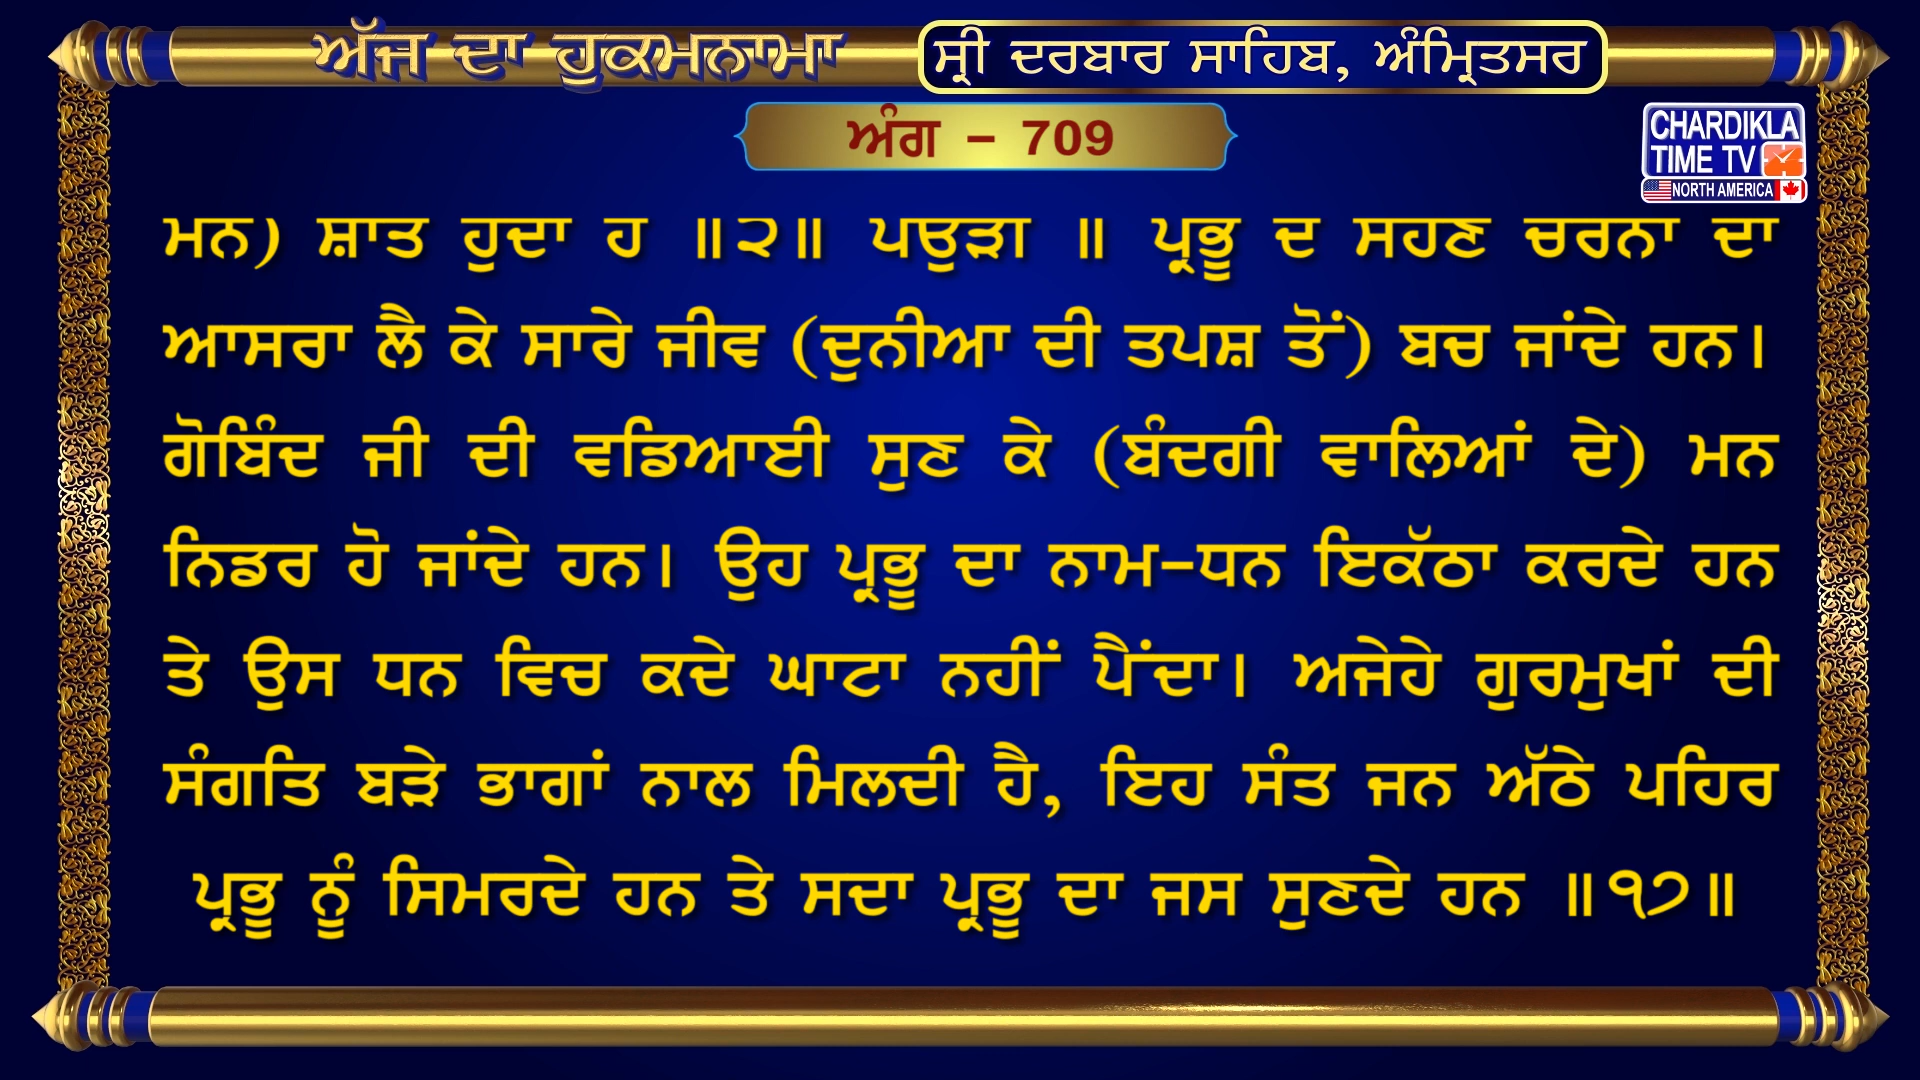 ਅੱਜ ਦਾ ਹੁਕਮਨਾਮਾ
ਸ੍ਰੀ ਦਰਬਾਰ ਸਾਹਿਬ, ਅੰਮ੍ਰਿਤਸਰ
ਅੰਗ - 709
CHARDIKLA
TIME TV
NORTH AMERICA
ਮਨ) ਸ਼ਾਂਤ ਹੁੰਦਾ ਹੈ ॥੨॥ ਪਉੜੀ ॥ ਪ੍ਰਭੂ ਦੇ ਸੋਹਣੇ ਚਰਨਾਂ ਦਾ
ਆਸਰਾ ਲੈ ਕੇ ਸਾਰੇ ਜੀਵ (ਦੁਨੀਆ ਦੀ ਤਪਸ਼ ਤੋਂ) ਬਚ ਜਾਂਦੇ ਹਨ।
ਗੋਬਿੰਦ ਜੀ ਦੀ ਵਡਿਆਈ ਸੁਣ ਕੇ (ਬੰਦਗੀ ਵਾਲਿਆਂ ਦੇ) ਮਨ
ਨਿਡਰ ਹੋ ਜਾਂਦੇ ਹਨ। ਉਹ ਪ੍ਰਭੂ ਦਾ ਨਾਮ-ਧਨ ਇਕੱਠਾ ਕਰਦੇ ਹਨ
ਤੇ ਉਸ ਧਨ ਵਿਚ ਕਦੇ ਘਾਟਾ ਨਹੀਂ ਪੈਂਦਾ। ਅਜੇਹੇ ਗੁਰਮੁਖਾਂ ਦੀ
ਸੰਗਤਿ ਬੜੇ ਭਾਗਾਂ ਨਾਲ ਮਿਲਦੀ ਹੈ, ਇਹ ਸੰਤ ਜਨ ਅੱਠੇ ਪਹਿਰ
ਪ੍ਰਭੂ ਨੂੰ ਸਿਮਰਦੇ ਹਨ ਤੇ ਸਦਾ ਪ੍ਰਭੂ ਦਾ ਜਸ ਸੁਣਦੇ ਹਨ ॥੧੭॥